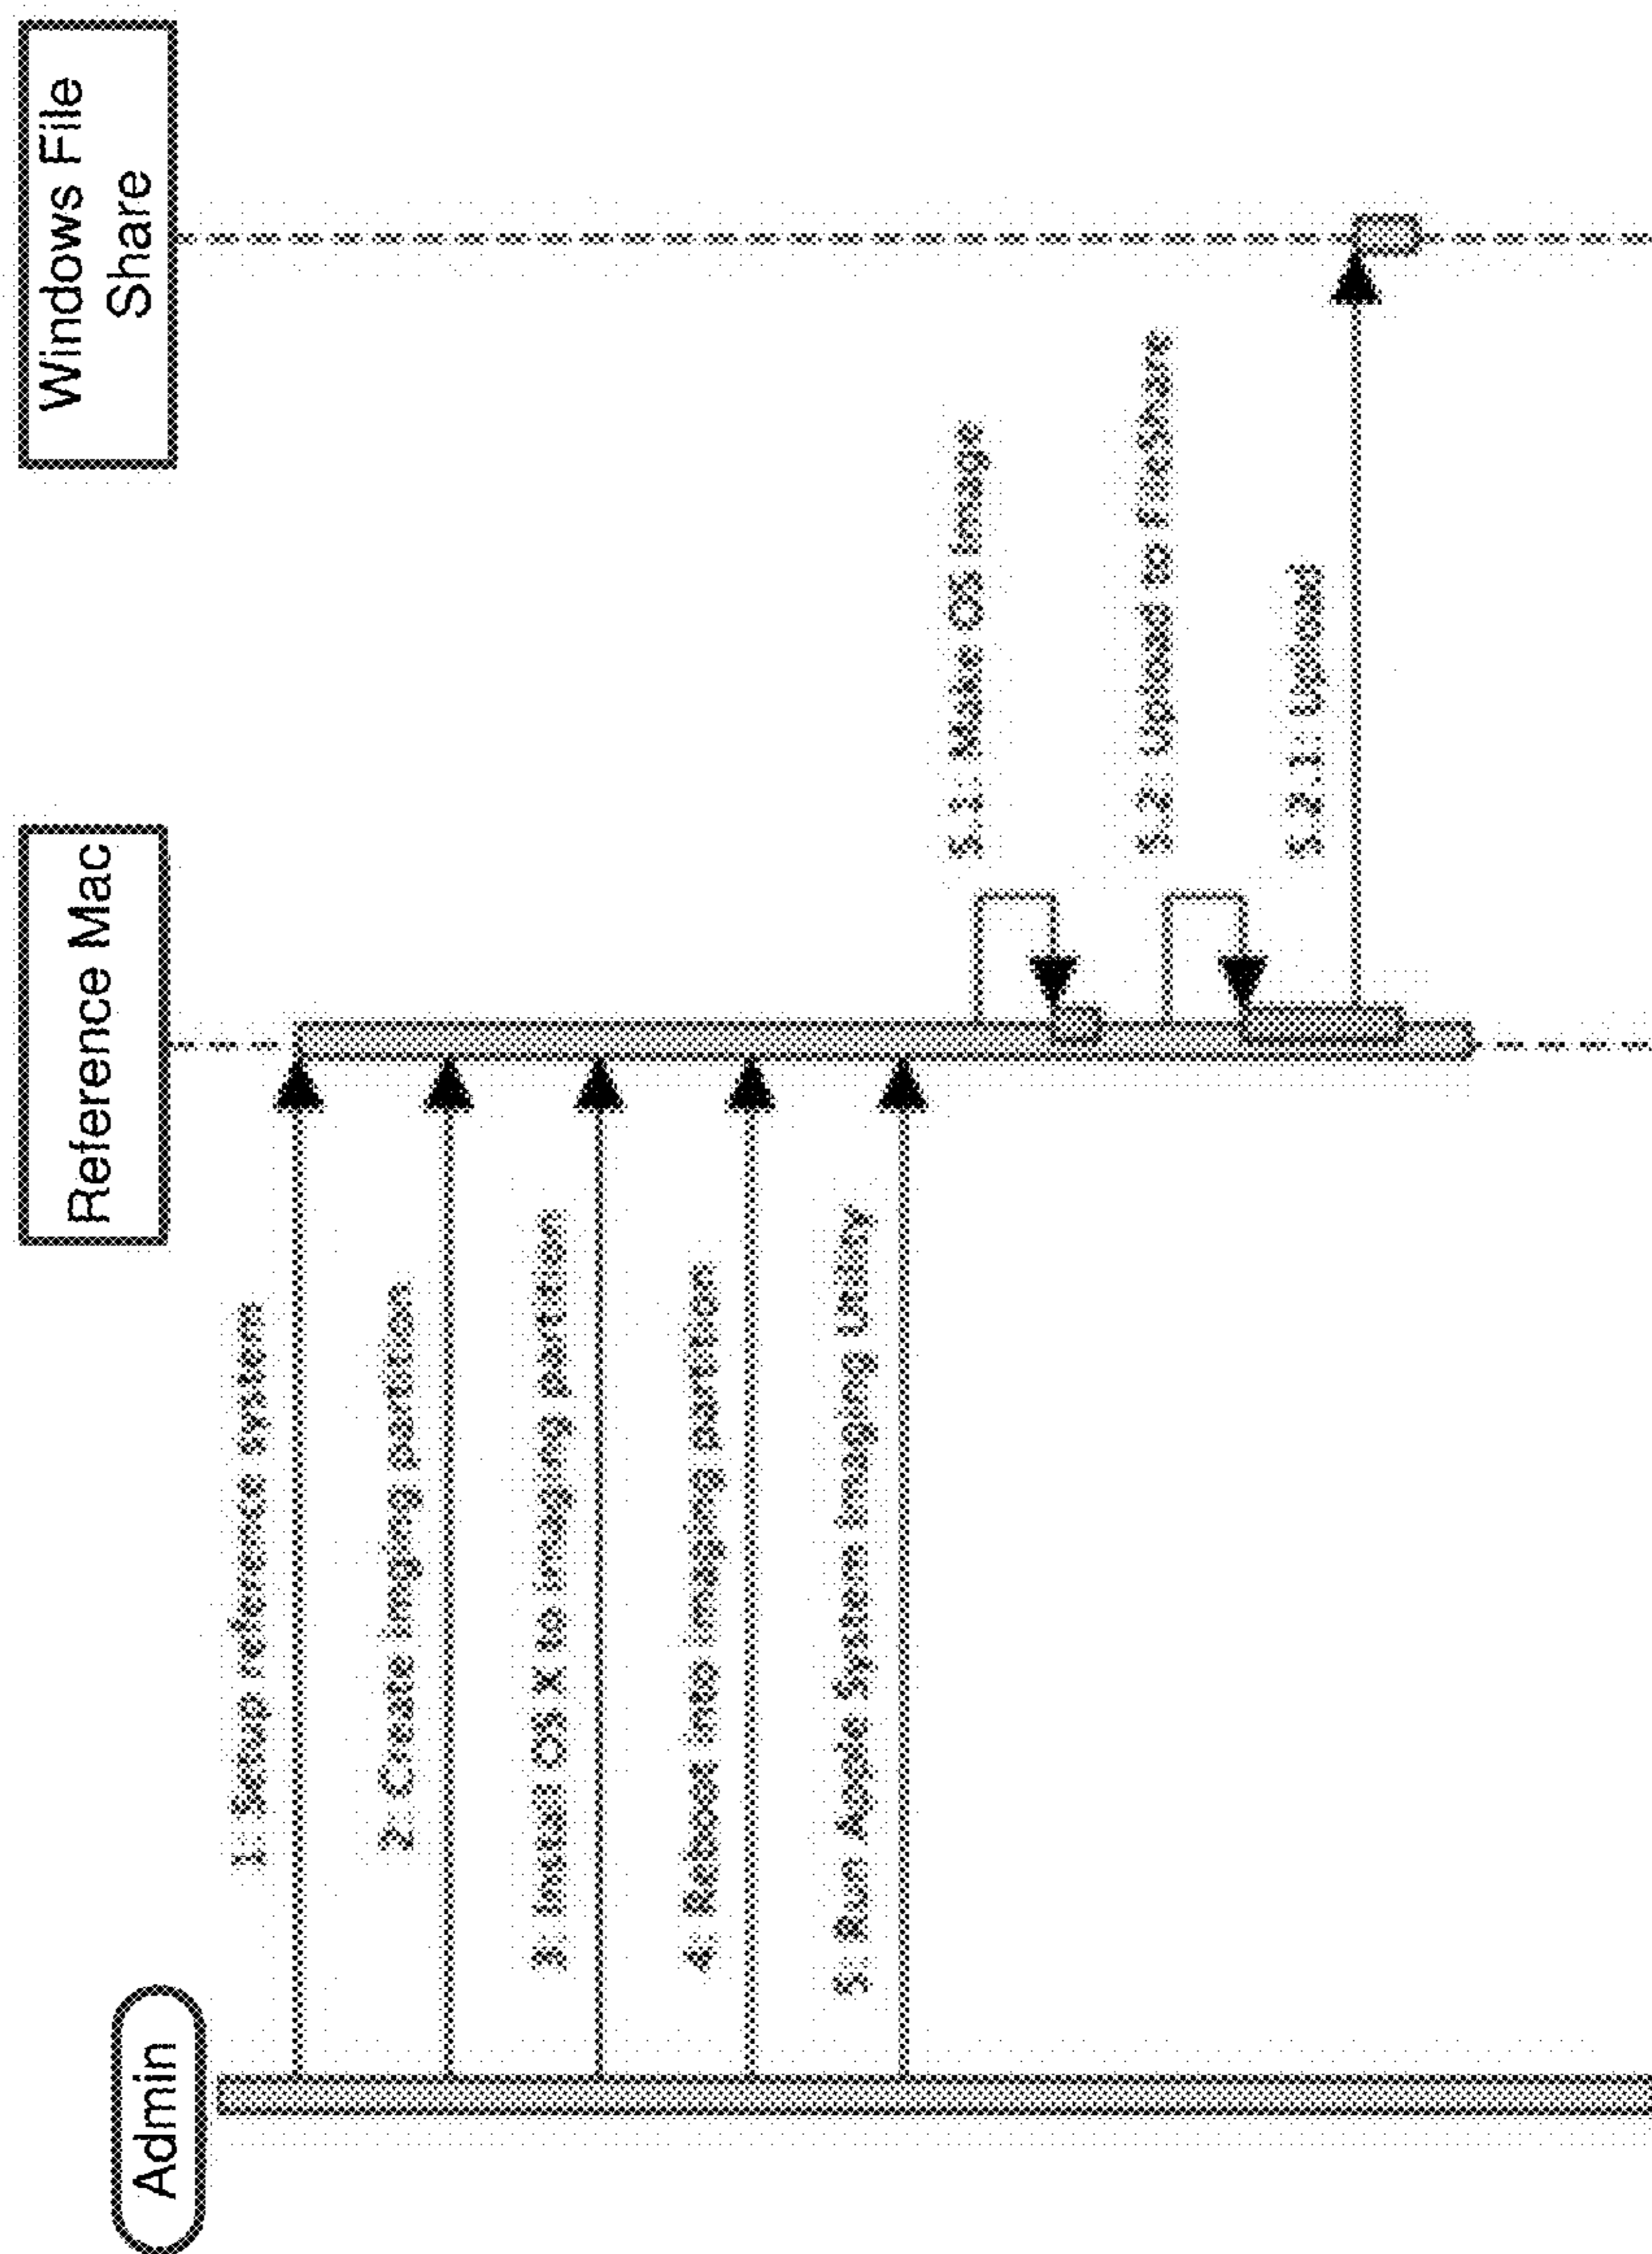 Admin
Reference Mac
Windows File
Share
1: Setup reference system
2: Create imaging partition
3: Install OS X to imaging partition
4: Reboot into imaging partition
5: Run Apple System Imaging Utility
5.1: Make OS Image
5.2: Upload to fileshare
5.2.1: Upload